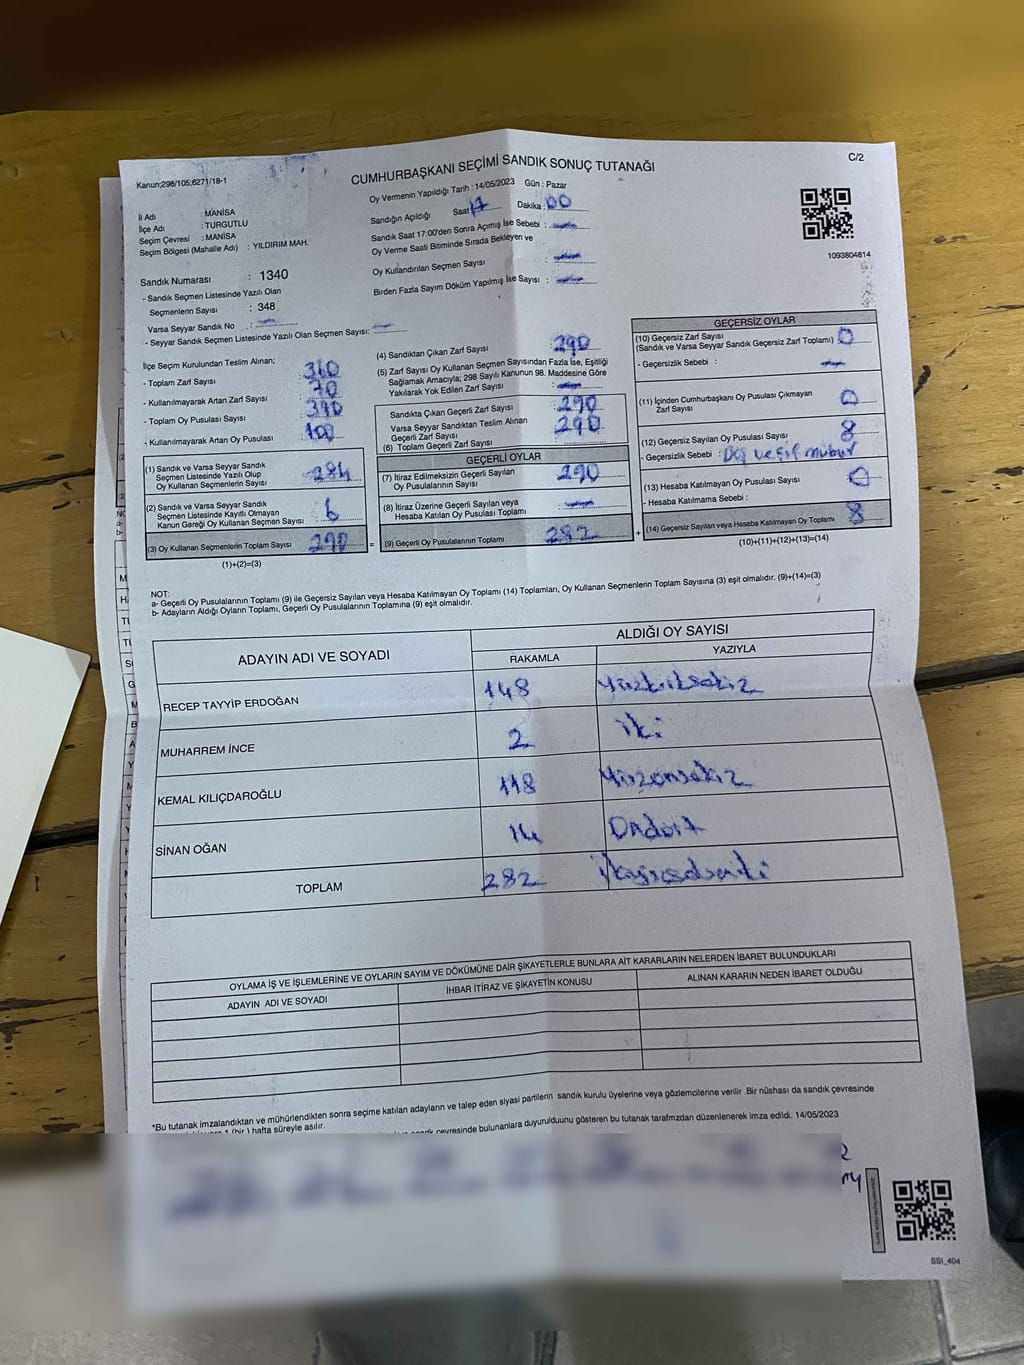 Kanun;298/105,6271/18-1
CUMHURBAŞKANI SEÇİMİ SANDIK SONUÇ TUTANAĞI
C/2
İl Adı : MANİSA
İlçe Adı : TURGUTLU
Seçim Çevresi : MANİSA
Seçim Bölgesi (Mahalle Adı) : YILDIRIM MAH.
Oy Vermenin Yapıldığı Tarih : 14/05/2023 Gün : Pazar
Sandığın Açıldığı Saat 17 Dakika : 00
Sandık Saat 17:00'den Sonra Açımış İse Sebebi : —
Oy Verme Saati Bitiminde Sırada Bekleyen ve
Oy Kullandırılan Seçmen Sayısı : —
Birden Fazla Sayım Döküm Yapılmış İse Sayısı : —
1093804814
Sandık Numarası : 1340
- Sandık Seçmen Listesinde Yazılı Olan
Seçmenlerin Sayısı : 348
Varsa Seyyar Sandık No : —
- Seyyar Sandık Seçmen Listesinde Yazılı Olan Seçmen Sayısı: —
İlçe Seçim Kurulundan Teslim Alınan;
- Toplam Zarf Sayısı : 360
- Kullanılmayarak Artan Zarf Sayısı : 70
- Toplam Oy Pusulası Sayısı : 390
- Kullanılmayarak Artan Oy Pusulası : 100
(1) Sandık ve Varsa Seyyar Sandık
Seçmen Listesinde Yazılı Olup
Oy Kullanan Seçmenlerin Sayısı : 284
(2) Sandık ve Varsa Seyyar Sandık
Seçmen Listesinde Kayıtlı Olmayan
Kanun Gereği Oy Kullanan Seçmen Sayısı : 6
(3) Oy Kullanan Seçmenlerin Toplam Sayısı : 290
(1)+(2)=(3)
(4) Sandıktan Çıkan Zarf Sayısı : 290
(5) Zarf Sayısı Oy Kullanan Seçmen Sayısından Fazla İse, Eşitliği
Sağlamak Amacıyla; 298 Sayılı Kanunun 98. Maddesine Göre
Yakılarak Yok Edilen Zarf Sayısı : —
Sandıkta Çıkan Geçerli Zarf Sayısı : 290
Varsa Seyyar Sandıktan Teslim Alınan
Geçerli Zarf Sayısı : 290
(6) Toplam Geçerli Zarf Sayısı :
GEÇERLİ OYLAR
(7) İtiraz Edilmeksizin Geçerli Sayılan
Oy Pusulalarının Sayısı : 290
(8) İtiraz Üzerine Geçerli Sayılan veya
Hesaba Katılan Oy Pusulası Toplamı : —
= (9) Geçerli Oy Pusulalarının Toplamı : 282
GEÇERSİZ OYLAR
(10) Geçersiz Zarf Sayısı
(Sandık ve Varsa Seyyar Sandık Geçersiz Zarf Toplamı) : 0
- Geçersizlik Sebebi : —
(11) İçinden Cumhurbaşkanı Oy Pusulası Çıkmayan
Zarf Sayısı : 0
(12) Geçersiz Sayılan Oy Pusulası Sayısı : 8
- Geçersizlik Sebebi :
(13) Hesaba Katılmayan Oy Pusulası Sayısı : 0
- Hesaba Katılmama Sebebi :
+ (14) Geçersiz Sayılan veya Hesaba Katılmayan Oy Toplamı : 8
(10)+(11)+(12)+(13)=(14)
NOT:
a- Geçerli Oy Pusulalarının Toplamı (9) ile Geçersiz Sayılan veya Hesaba Katılmayan Oy Toplamı (14) Toplamları, Oy Kullanan Seçmenlerin Toplam Sayısına (3) eşit olmalıdır. (9)+(14)=(3)
b- Adayların Aldığı Oyların Toplamı, Geçerli Oy Pusulalarının Toplamına (9) eşit olmalıdır.
ADAYIN ADI VE SOYADI ALDIĞI OY SAYISI
RAKAMLA YAZIYLA
RECEP TAYYİP ERDOĞAN 148 Yüzkırksekiz
MUHARREM İNCE 2 iki
KEMAL KILIÇDAROĞLU 118 Yüzonsekiz
SİNAN OĞAN 14 Ondört
TOPLAM 282 ikiyüzsekseniki
OYLAMA İŞ VE İŞLEMLERİNE VE OYLARIN SAYIM VE DÖKÜMÜNE DAİR ŞİKAYETLERLE BUNLARA AİT KARARLARIN NELERDEN İBARET BULUNDUKLARI
ADAYIN ADI VE SOYADI İHBAR İTİRAZ VE ŞİKAYETİN KONUSU ALINAN KARARIN NEDEN İBARET OLDUĞU
*Bu tutanak imzalandıktan ve mühürlendikten sonra seçime katılan adayların ve talep eden siyasi partilerin sandık kurulu üyelerine veya gözlemcilerine verilir .Bir nüshası da sandık çevresinde
1 (bir ) hafta süreyle asılır.
sandık çevresinde bulunanlara duyurulduunu gösteren bu tutanak tarafmzdan düzenlenerek imza edildi. 14/05/2023
SSI_404